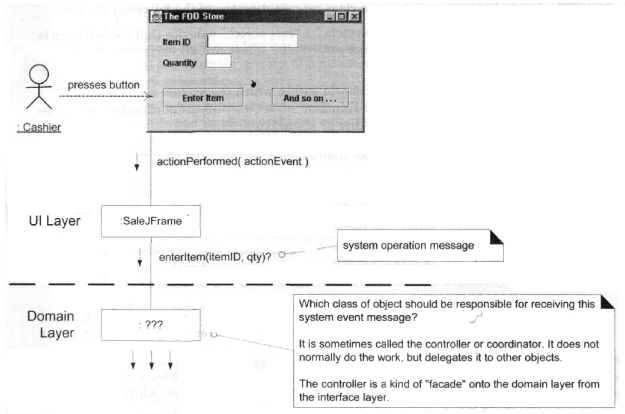 The FOO Store
Item ID
Quantity
Enter Item
And so on . . .
presses button
: Cashier
actionPerformed( actionEvent )
UI Layer
:SaleJFrame
system operation message
enterItem(itemID, qty)?
Domain
Layer
: ???
Which class of object should be responsible for receiving this
system event message?
It is sometimes called the controller or coordinator. It does not
normally do the work, but delegates it to other objects.
The controller is a kind of "facade" onto the domain layer from
the interface layer.